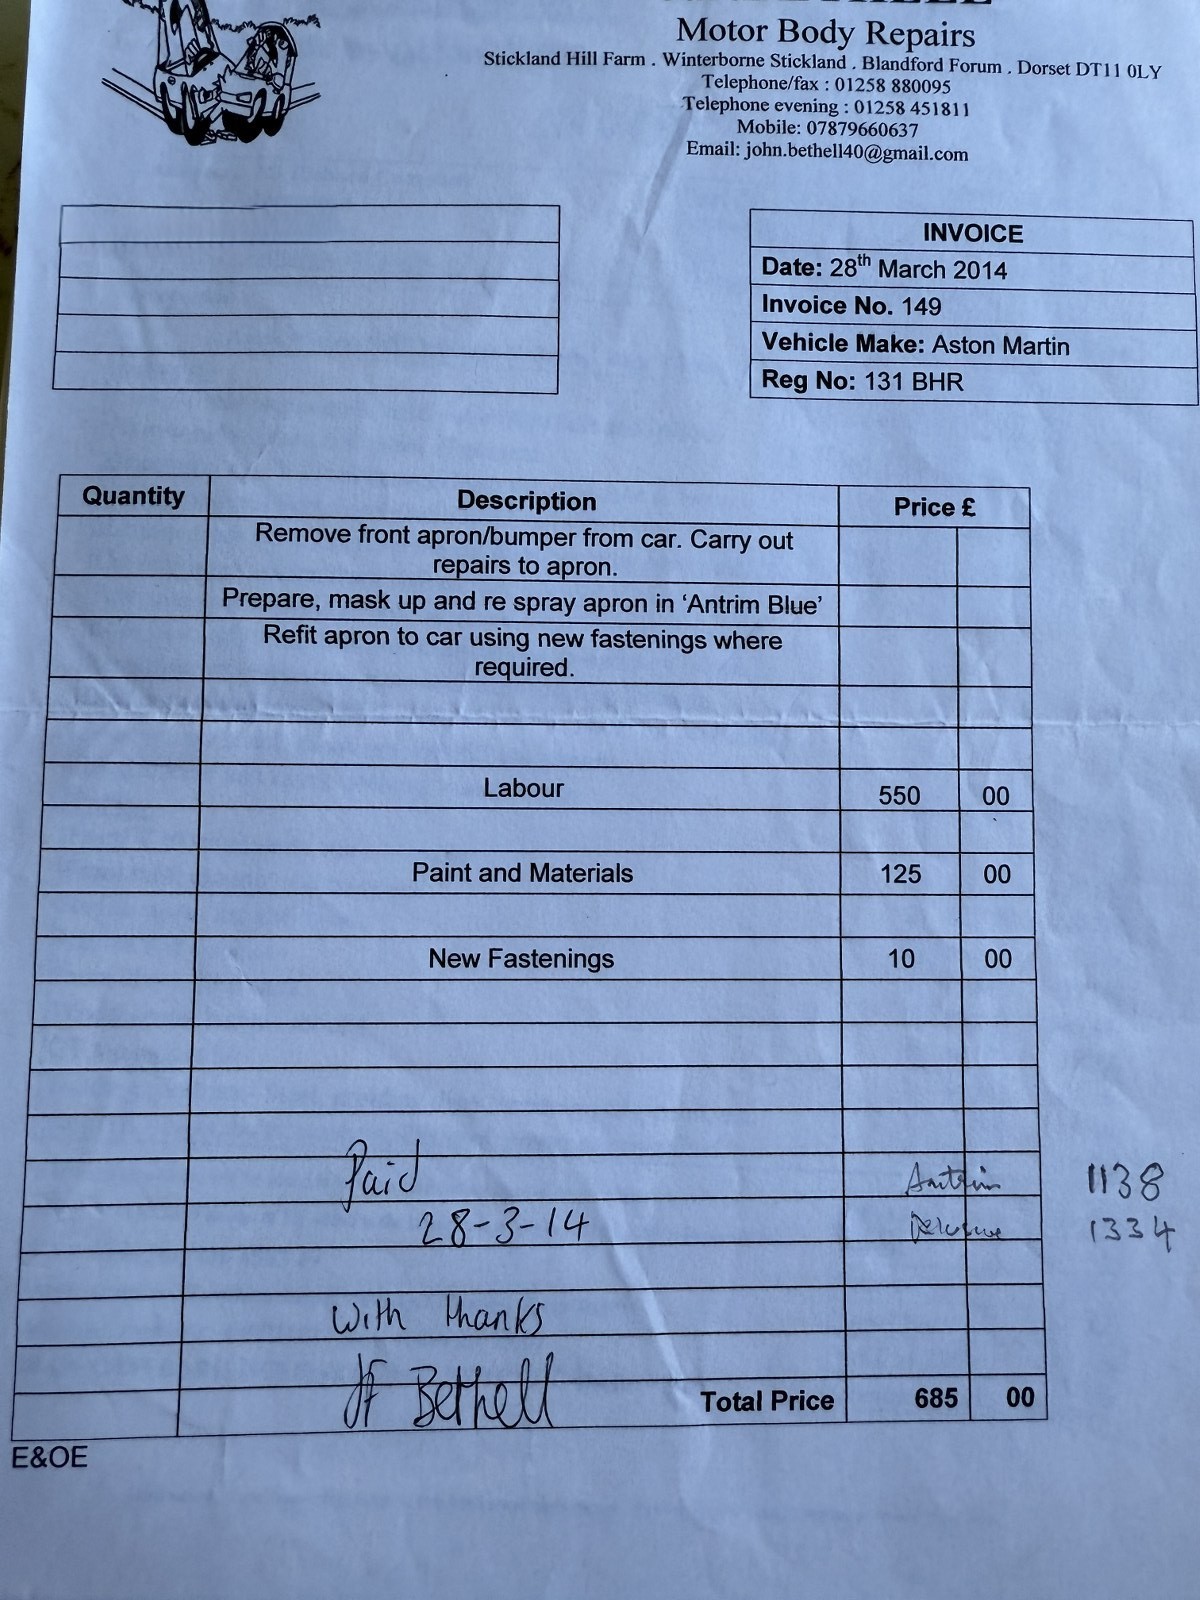 Motor Body Repairs
Stickland Hill Farm . Winterborne Stickland . Blandford Forum . Dorset DT11 0LY
Telephone/fax : 01258 880095
Telephone evening : 01258 451811
Mobile: 07879660637
Email: john.bethell40@gmail.com
INVOICE
Date: 28th March 2014
Invoice No. 149
Vehicle Make: Aston Martin
Reg No: 131 BHR
Quantity Description Price £
Remove front apron/bumper from car. Carry out
repairs to apron.
Prepare, mask up and re spray apron in ‘Antrim Blue’
Refit apron to car using new fastenings where
required.
Labour 550 00
Paint and Materials 125 00
New Fastenings 10 00
Paid Antrim 1138
28-3-14 1334
With thanks
JF Bethell
Total Price 685 00
E&OE